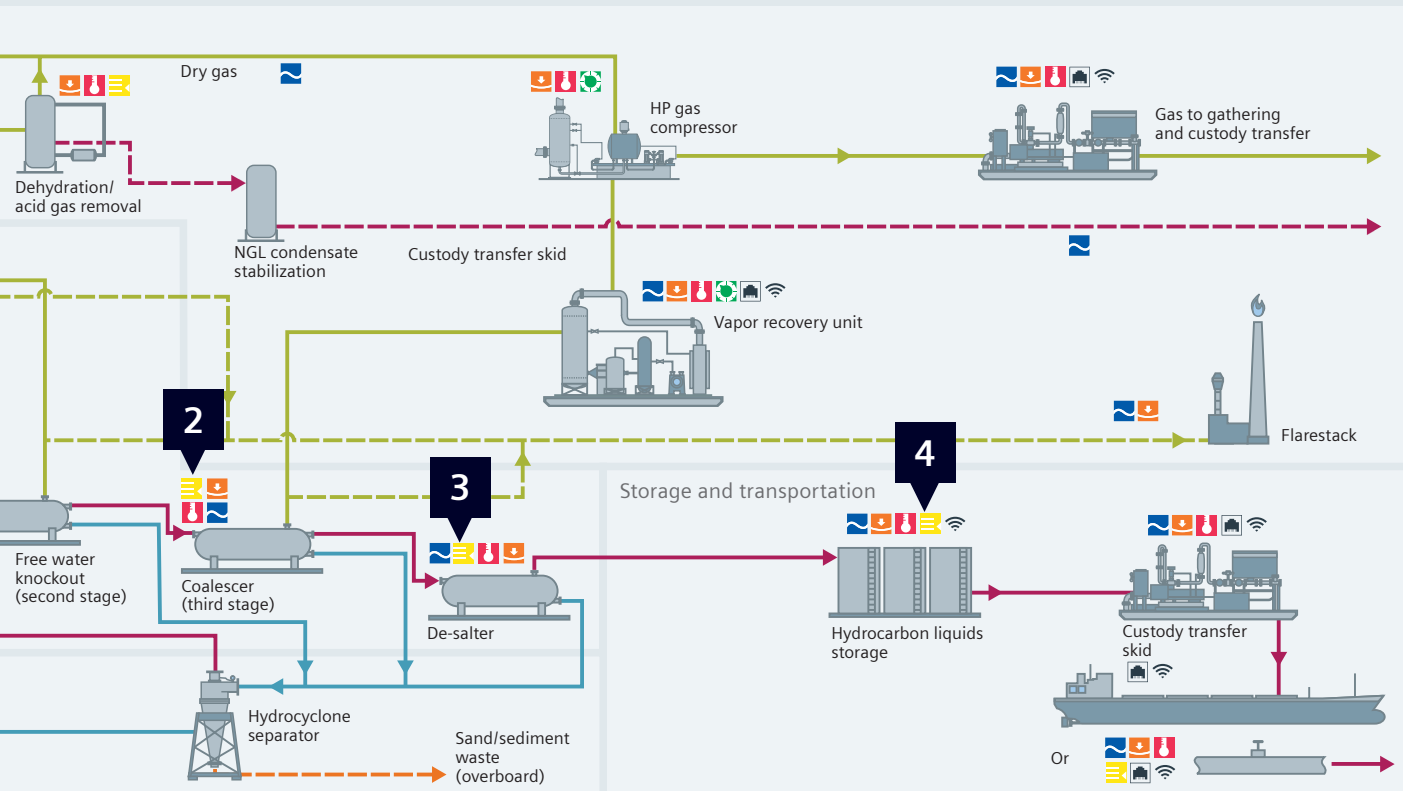 Dry gas
HP gas
compressor
Gas to gathering
and custody transfer
Dehydration/
acid gas removal
NGL condensate
stabilization
Custody transfer skid
Vapor recovery unit
Flarestack
2
3
4
Storage and transportation
Free water
knockout
(second stage)
Coalescer
(third stage)
De-salter
Hydrocarbon liquids
storage
Custody transfer
skid
Hydrocyclone
separator
Sand/sediment
waste
(overboard)
Or